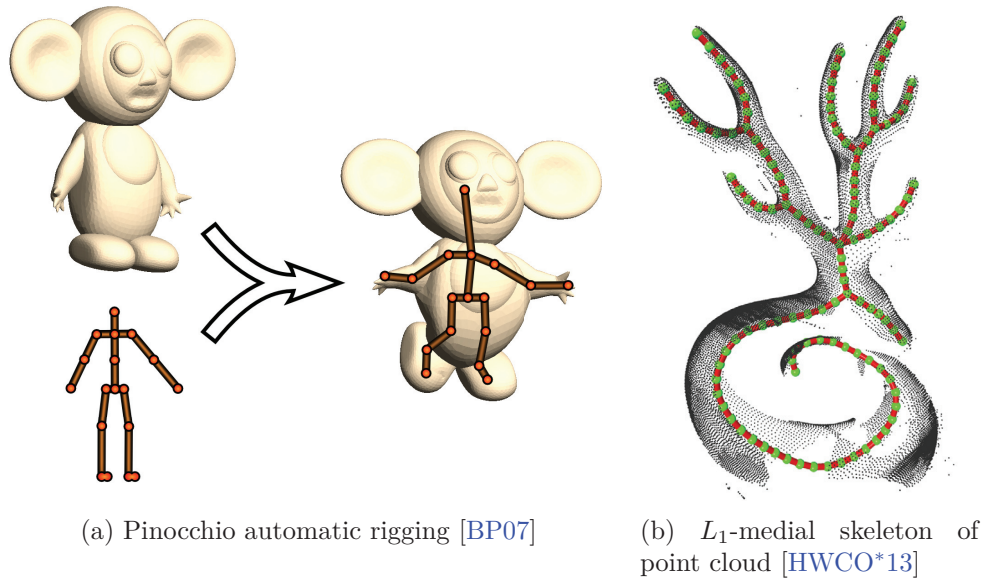 (a) Pinocchio automatic rigging [BP07]
(b) L₁-medial skeleton of
point cloud [HWCO*13]